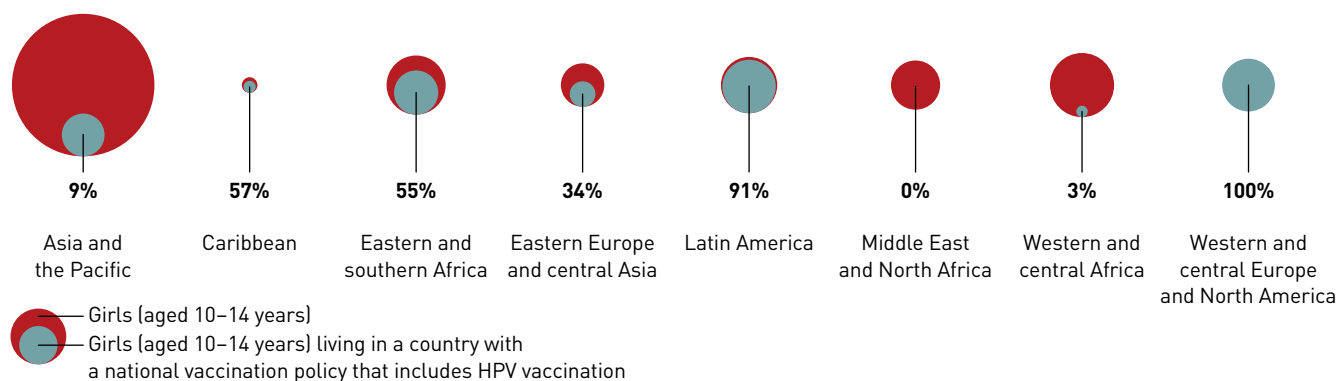 9%
57%
55%
34%
91%
0%
3%
100%
Asia and
the Pacific
Caribbean
Eastern and
southern Africa
Eastern Europe
and central Asia
Latin America
Middle East
and North Africa
Western and
central Africa
Western and
central Europe
and North America
Girls (aged 10–14 years)
Girls (aged 10–14 years) living in a country with
a national vaccination policy that includes HPV vaccination